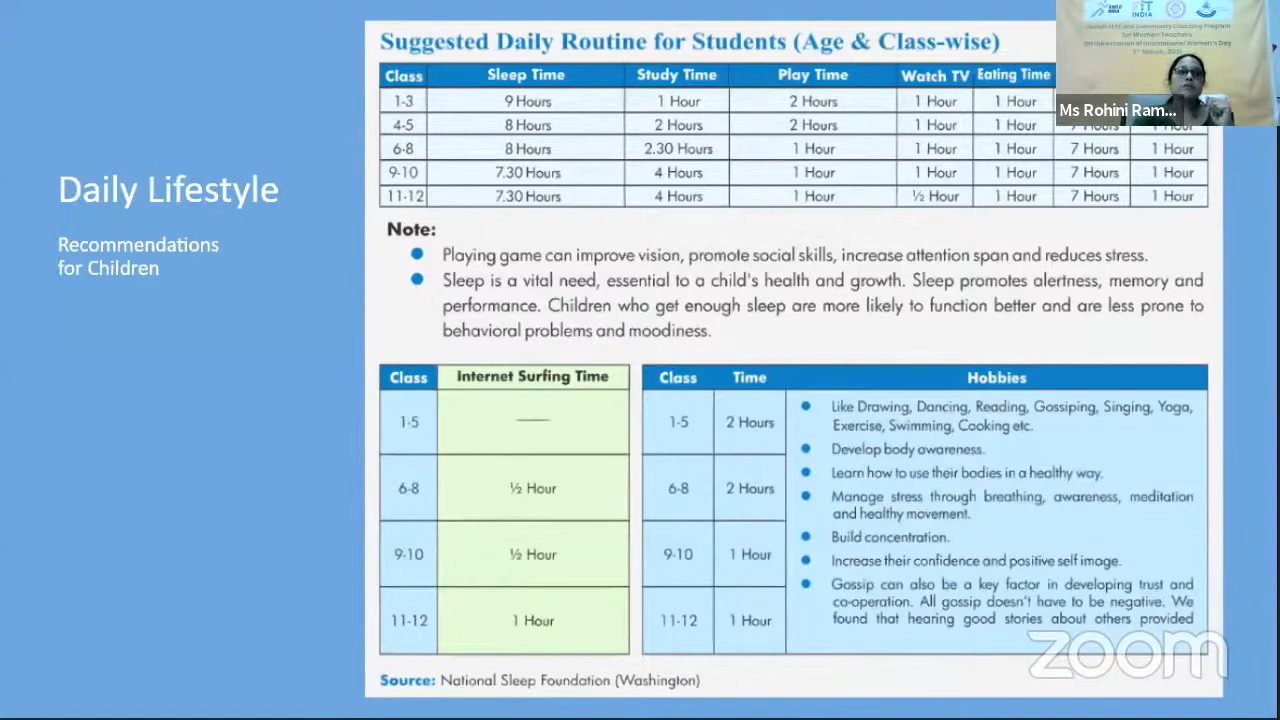 Suggested Daily Routine for Students (Age & Class-wise)
Class Sleep Time Study Time Play Time Watch TV Eating Time
1-3 9 Hours 1 Hour 2 Hours 1 Hour 1 Hour
4-5 8 Hours 2 Hours 2 Hours 1 Hour 1 Hour 7 Hours 1 Hour
6-8 8 Hours 2.30 Hours 1 Hour 1 Hour 1 Hour 7 Hours 1 Hour
9-10 7.30 Hours 4 Hours 1 Hour 1 Hour 1 Hour 7 Hours 1 Hour
11-12 7.30 Hours 4 Hours 1 Hour ½ Hour 1 Hour 7 Hours 1 Hour
FIT
INDIA
for Women Teachers
Ms Rohini Ram...
Daily Lifestyle
Recommendations
for Children
Note:
Playing game can improve vision, promote social skills, increase attention span and reduces stress.
Sleep is a vital need, essential to a child's health and growth. Sleep promotes alertness, memory and
performance. Children who get enough sleep are more likely to function better and are less prone to
behavioral problems and moodiness.
Class Internet Surfing Time
1-5 —
6-8 ½ Hour
9-10 ½ Hour
11-12 1 Hour
Class Time Hobbies
1-5 2 Hours
6-8 2 Hours
9-10 1 Hour
11-12 1 Hour
Like Drawing, Dancing, Reading, Gossiping, Singing, Yoga,
Exercise, Swimming, Cooking etc.
Develop body awareness.
Learn how to use their bodies in a healthy way.
Manage stress through breathing, awareness, meditation
and healthy movement.
Build concentration.
Increase their confidence and positive self image.
Gossip can also be a key factor in developing trust and
co-operation. All gossip doesn't have to be negative. We
found that hearing good stories about others provided
zoom
Source: National Sleep Foundation (Washington)